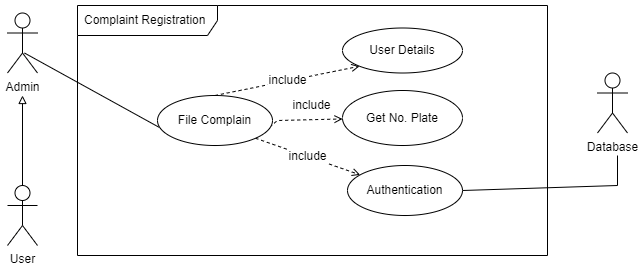 Complaint Registration
Admin
User Details
include
include
File Complain
Get No. Plate
Database
include
Authentication
User